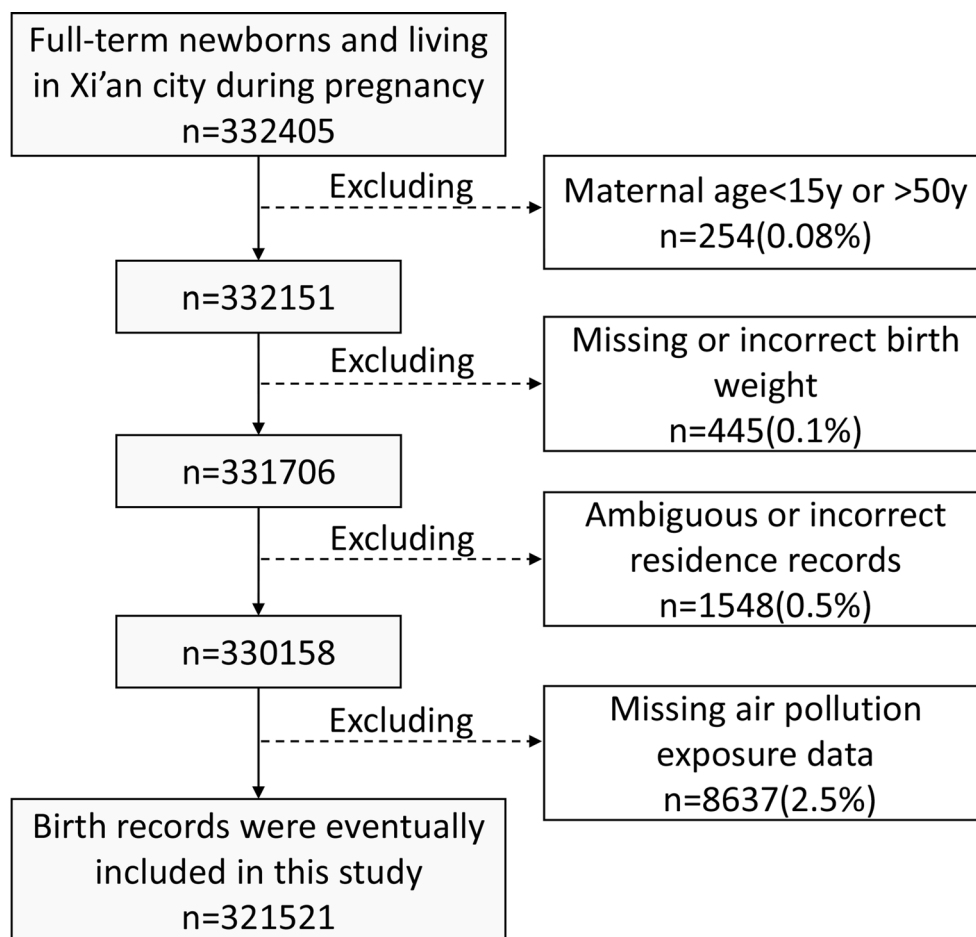 Full-term newborns and living
in Xi'an city during pregnancy
n=332405
Excluding
Maternal age<15y or >50y
n=254(0.08%)
n=332151
Excluding
Missing or incorrect birth
weight
n=445(0.1%)
n=331706
Excluding
Ambiguous or incorrect
residence records
n=1548(0.5%)
n=330158
Excluding
Missing air pollution
exposure data
n=8637(2.5%)
Birth records were eventually
included in this study
n=321521